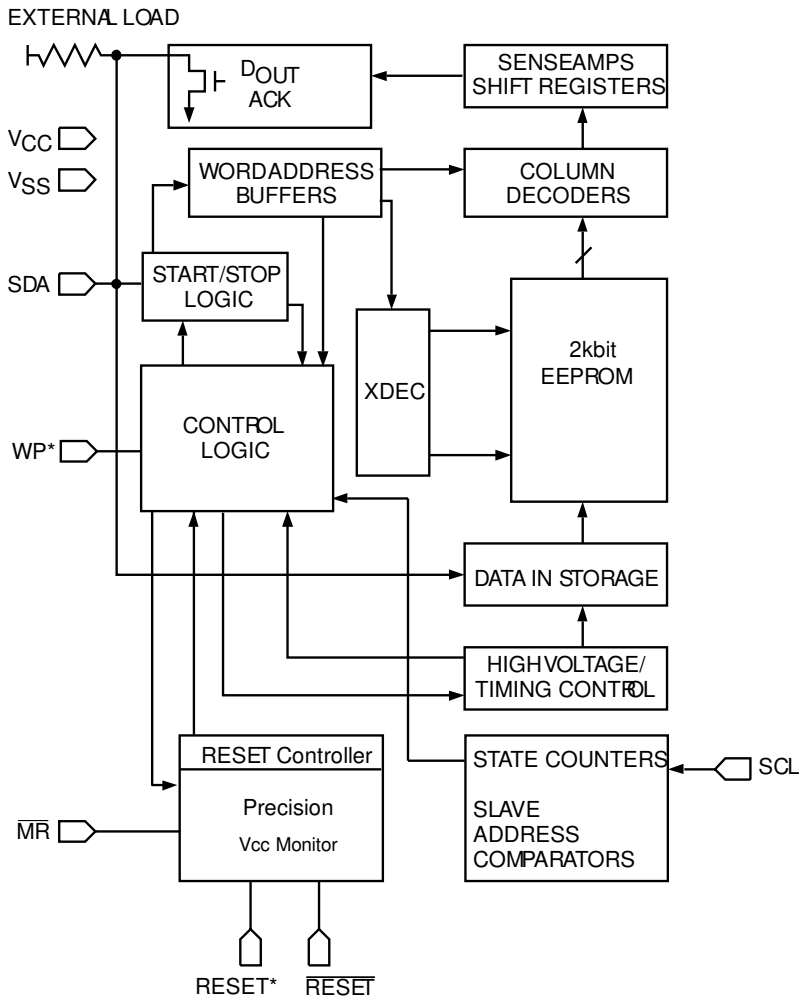 EXTERNAL LOAD
DOUT
ACK
SENSEAMPS
SHIFT REGISTERS
VCC
VSS
WORDADDRESS
BUFFERS
COLUMN
DECODERS
SDA
START/STOP
LOGIC
2kbit
EEPROM
XDEC
CONTROL
LOGIC
WP*
DATA IN STORAGE
HIGH VOLTAGE/
TIMING CONTROL
RESET Controller
Precision
Vcc Monitor
STATE COUNTERS
SLAVE
ADDRESS
COMPARATORS
SCL
MR
RESET*
RESET